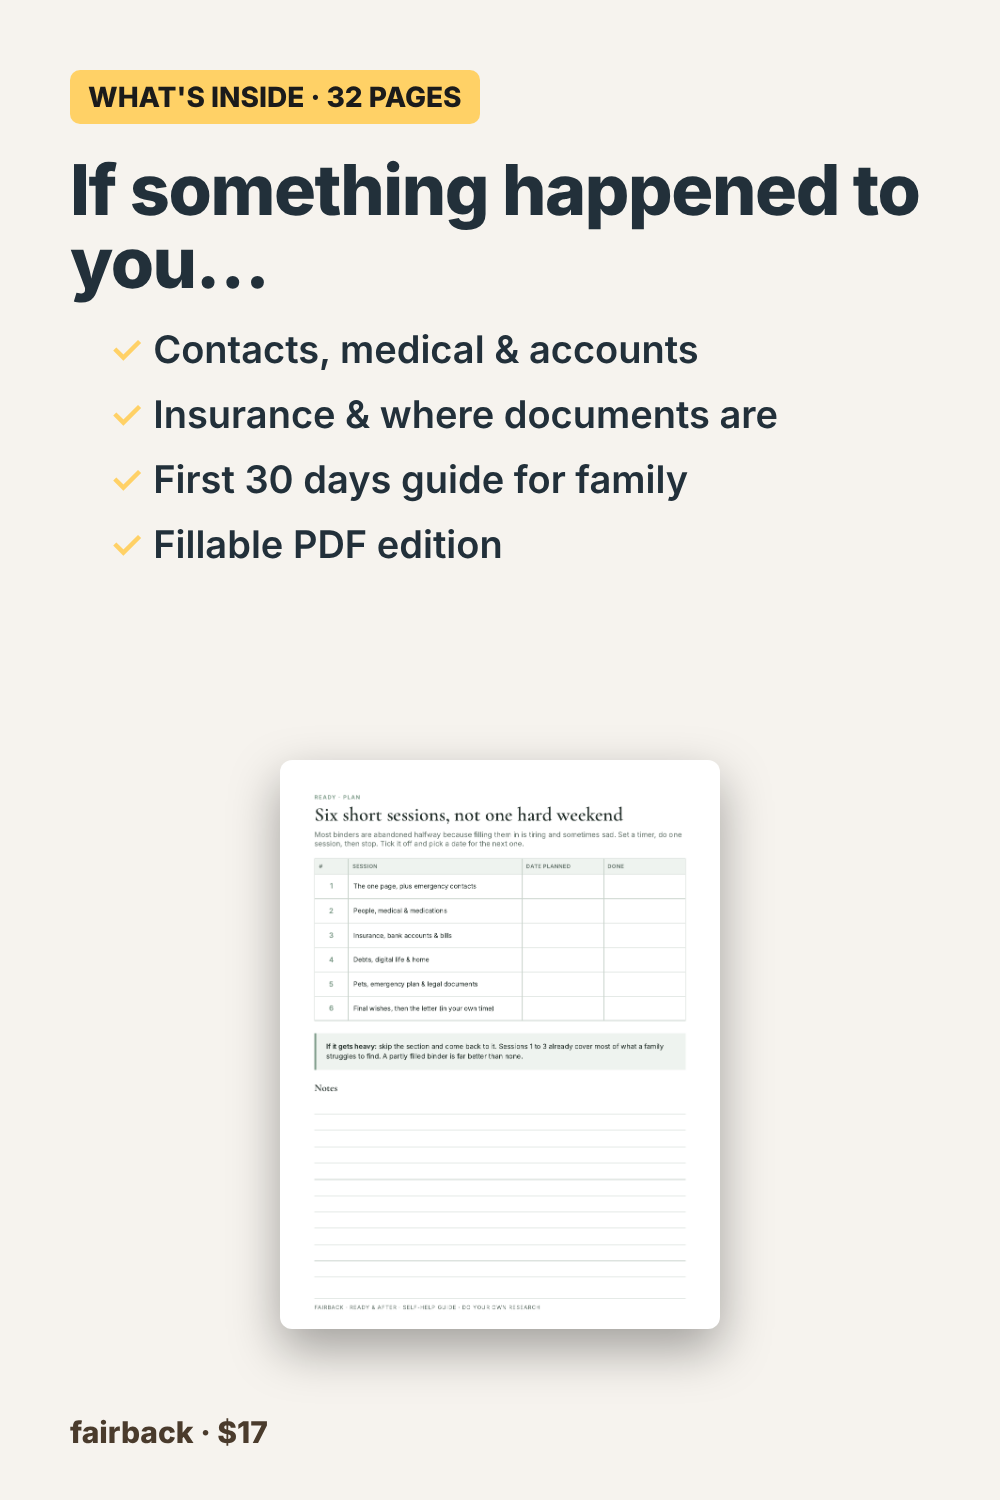 WHAT'S INSIDE · 32 PAGES
If something happened to
you…
✓ Contacts, medical & accounts
✓ Insurance & where documents are
✓ First 30 days guide for family
✓ Fillable PDF edition
READY · PLAN
Six short sessions, not one hard weekend
Most binders are abandoned halfway because filling them in is tiring and sometimes sad. Set a timer, do one
session, then stop. Tick it off and pick a date for the next one.
# SESSION DATE PLANNED DONE
1 The one page, plus emergency contacts
2 People, medical & medications
3 Insurance, bank accounts & bills
4 Debts, digital life & home
5 Pets, emergency plan & legal documents
6 Final wishes, then the letter (in your own time)
If it gets heavy: skip the section and come back to it. Sessions 1 to 3 already cover most of what a family
struggles to find. A partly filled binder is far better than none.
Notes
FAIRBACK · READY & AFTER · SELF-HELP GUIDE · DO YOUR OWN RESEARCH
fairback · $17